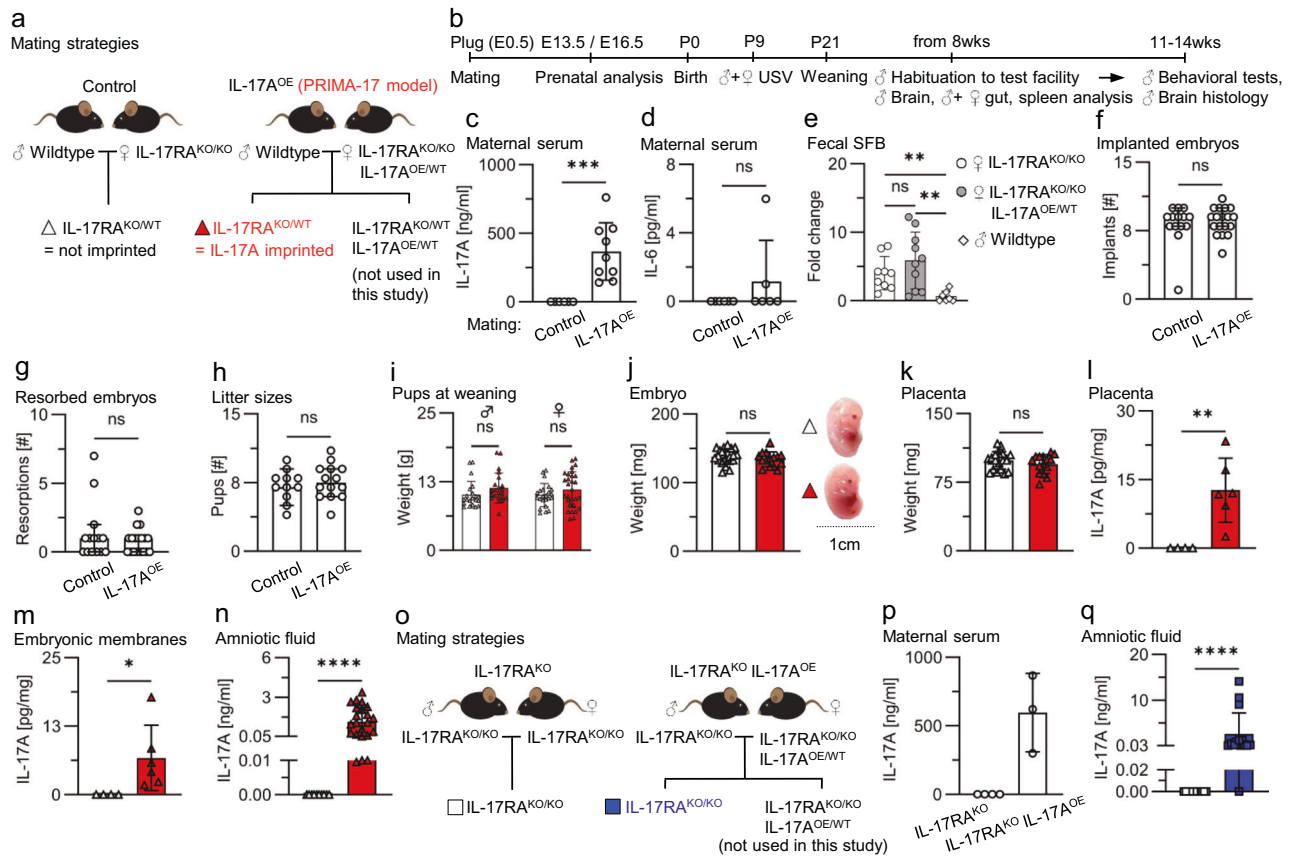 a
Mating strategies
Control
IL-17A^OE (PRIMA-17 model)
♂ Wildtype ♀ IL-17RA^KO/KO
♂ Wildtype ♀ IL-17RA^KO/KO
IL-17A^OE/WT
△ IL-17RA^KO/WT
= not imprinted
▲ IL-17RA^KO/WT
= IL-17A imprinted
IL-17RA^KO/WT
IL-17A^OE/WT
(not used in
this study)
b
Plug (E0.5) E13.5 / E16.5 P0 P9 P21 from 8wks 11-14wks
Mating Prenatal analysis Birth ♂+♀ USV Weaning ♂ Habituation to test facility → ♂ Behavioral tests,
♂ Brain, ♂+ ♀ gut, spleen analysis ♂ Brain histology
c
Maternal serum
IL-17A [ng/ml]
1000
500
0
***
Mating: Control IL-17A^OE
d
Maternal serum
IL-6 [pg/ml]
8
6
4
2
0
ns
Control IL-17A^OE
e
Fecal SFB
Fold change
15
10
5
0
**
ns **
♀ IL-17RA^KO/KO
♀ IL-17RA^KO/KO
IL-17A^OE/WT
♂ Wildtype
f
Implanted embryos
Implants [#]
15
8
0
ns
Control IL-17A^OE
g
Resorbed embryos
Resorptions [#]
10
5
0
ns
Control IL-17A^OE
h
Litter sizes
Pups [#]
15
8
0
ns
Control IL-17A^OE
i
Pups at weaning
Weight [g]
25
13
0
♂ ♀
ns ns
j
Embryo
Weight [mg]
200
150
100
0
ns
△
▲
1cm
k
Placenta
Weight [mg]
150
75
0
ns
l
Placenta
IL-17A [pg/mg]
30
15
0
**
m
Embryonic membranes
IL-17A [pg/mg]
25
13
0
*
n
Amniotic fluid
IL-17A [ng/ml]
6
3
0.05
0.01
0.00
****
o
Mating strategies
IL-17RA^KO
♂ ♀
IL-17RA^KO/KO IL-17RA^KO/KO
IL-17RA^KO IL-17A^OE
♂ ♀
IL-17RA^KO/KO IL-17RA^KO/KO
IL-17A^OE/WT
□ IL-17RA^KO/KO
■ IL-17RA^KO/KO
IL-17RA^KO/KO
IL-17A^OE/WT
(not used in this study)
p
Maternal serum
IL-17A [ng/ml]
1000
500
0
IL-17RA^KO
IL-17RA^KO IL-17A^OE
q
Amniotic fluid
IL-17A [ng/ml]
20
10
0.03
0.02
0.00
****